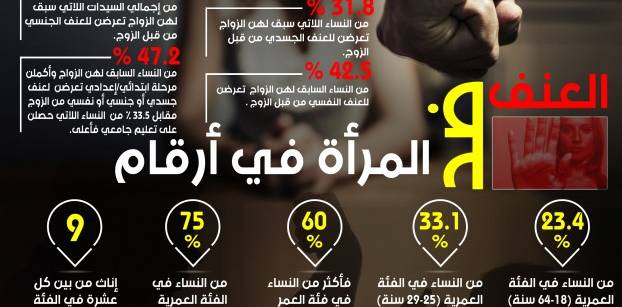 31.8 %
من النساء اللاتي سبق لهن الزواج
تعرضن للعنف الجسدي من قبل
الزوج.
42.5 %
من النساء السابق لهن الزواج تعرضن
للعنف النفسي من قبل الزوج .
من إجمالي السيدات اللاتي سبق
لهن الزواج تعرضن للعنف الجنسي
من قبل الزوج.
47.2 %
من النساء السابق لهن الزواج وأكملن
مرحلة ابتدائي/إعدادي تعرضن لعنف
جسدي أو جنسي أو نفسي من الزوج
مقابل 33.5 ٪ من النساء اللاتي حصلن
على تعليم جامعي فأعلى.
العنف
ضد
المرأة في أرقام
23.4
%
من النساء في الفئة
العمرية (18-64 سنة)
33.1
%
من النساء في الفئة
العمرية (25-29 سنة)
60
%
فأكثر من النساء
في فئة العمر
75
%
من النساء في
الفئة العمرية
9
إناث من بين كل
عشرة في الفئة